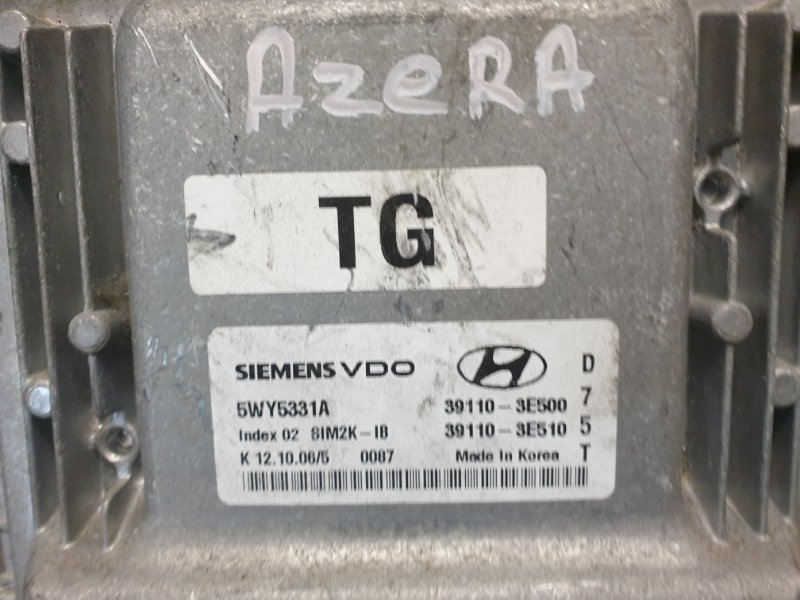 AzeRA
TG
SIEMENS VDO
5WY5331A 39110-3E500
Index 02 SIM2K-IB 39110-3E510
K 12.10.06/5 0087 Made In Korea
D
7
5
T